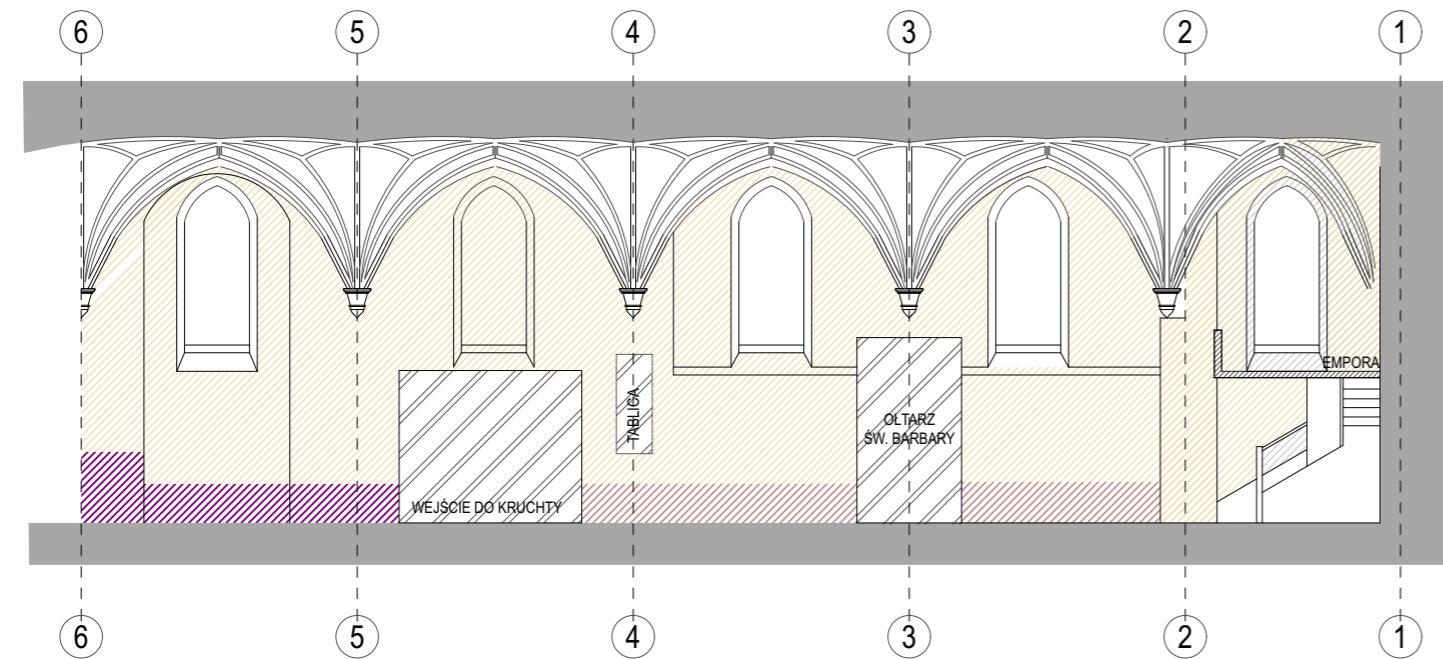 6 5 4 3 2 1
EMPORA
TABLICA
OŁTARZ
ŚW. BARBARY
WEJŚCIE DO KRUCHTY
6 5 4 3 2 1